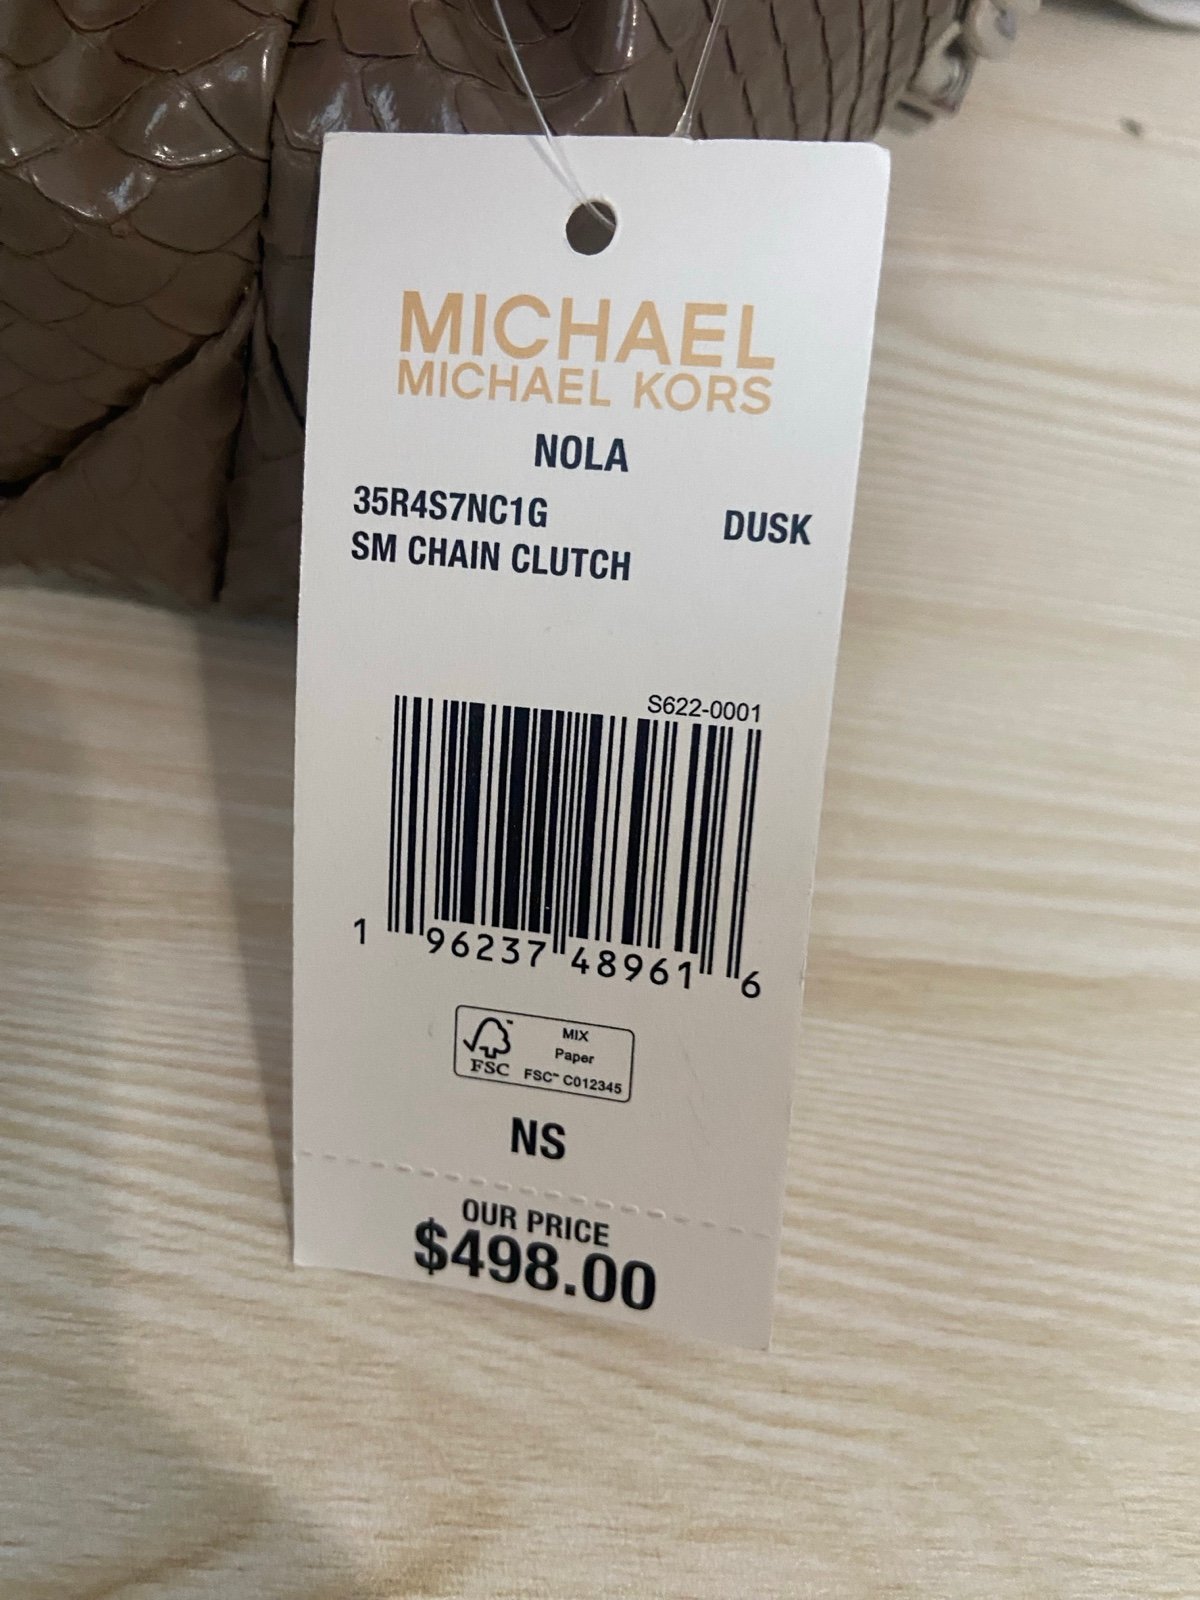 MICHAEL
MICHAEL KORS
NOLA
35R4S7NC1G DUSK
SM CHAIN CLUTCH
S622-0001
1 96237 48961 6
FSC
MIX
Paper
FSC™ C012345
NS
OUR PRICE
$498.00